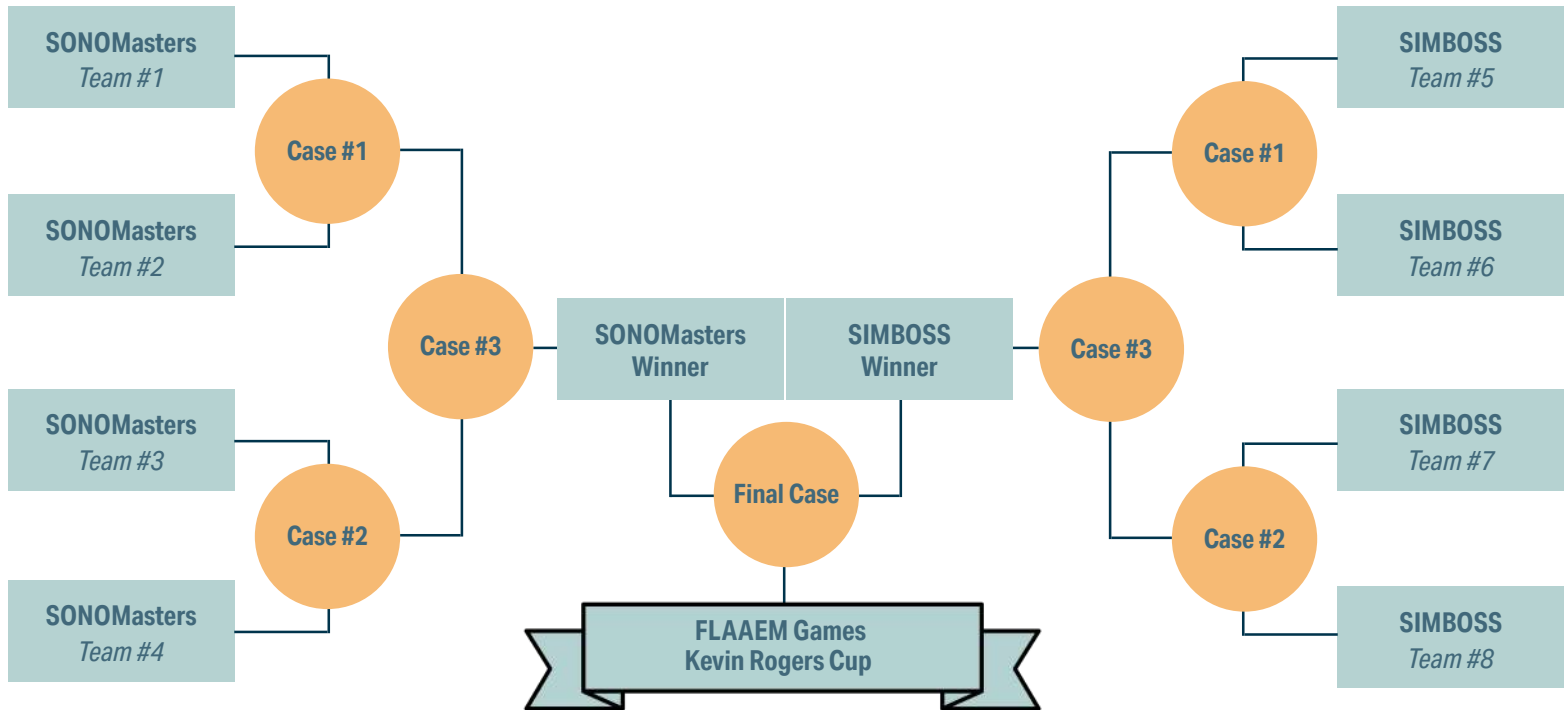 SONOMasters
Team #1
Case #1
SONOMasters
Team #2
Case #3
SONOMasters
Team #3
Case #2
SONOMasters
Team #4
SONOMasters
Winner
SIMBOSS
Winner
Final Case
FLAAEM Games
Kevin Rogers Cup
SIMBOSS
Team #5
Case #1
SIMBOSS
Team #6
Case #3
SIMBOSS
Team #7
Case #2
SIMBOSS
Team #8